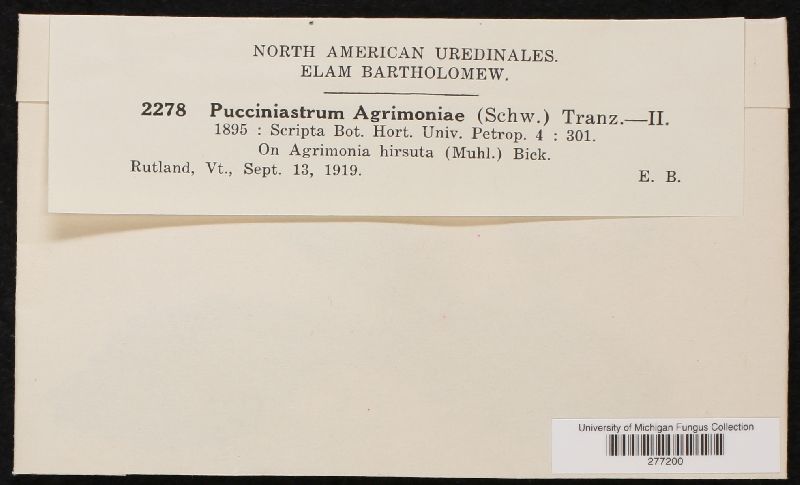 NORTH AMERICAN UREDINALES.
ELAM BARTHOLOMEW.
2278 Pucciniastrum Agrimoniae (Schw.) Tranz.—II.
1895 : Scripta Bot. Hort. Univ. Petrop. 4 : 301.
On Agrimonia hirsuta (Muhl.) Bick.
Rutland, Vt., Sept. 13, 1919. E. B.
University of Michigan Fungus Collection
277200